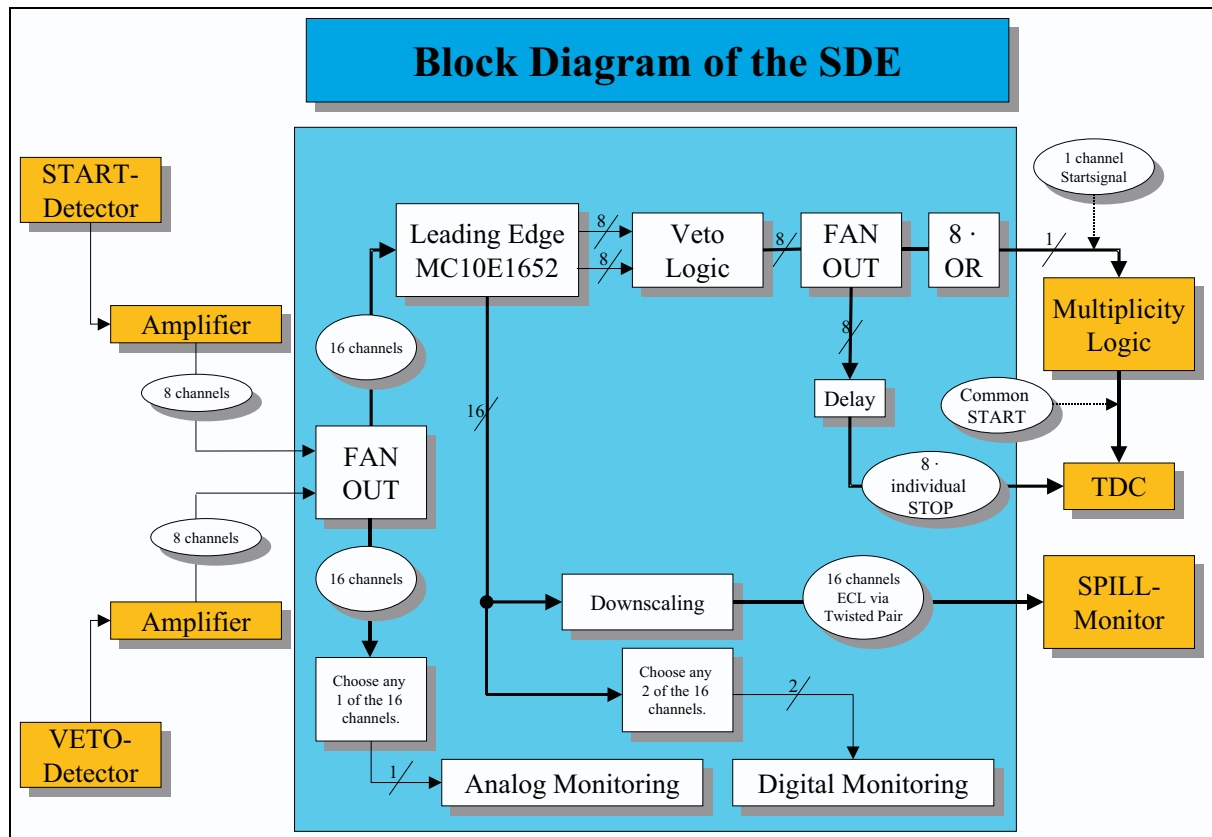 Block Diagram of the SDE
START-
Detector
Amplifier
8 channels
8 channels
Amplifier
VETO-
Detector
FAN
OUT
16 channels
16 channels
Leading Edge
MC10E1652
8
8
Veto
Logic
8
FAN
OUT
8 ·
OR
1
1 channel
Startsignal
Multiplicity
Logic
Common
START
TDC
8
Delay
8 ·
individual
STOP
16
Downscaling
16 channels
ECL via
Twisted Pair
SPILL-
Monitor
Choose any
1 of the 16
channels.
1
Analog Monitoring
Choose any
2 of the 16
channels.
2
Digital Monitoring